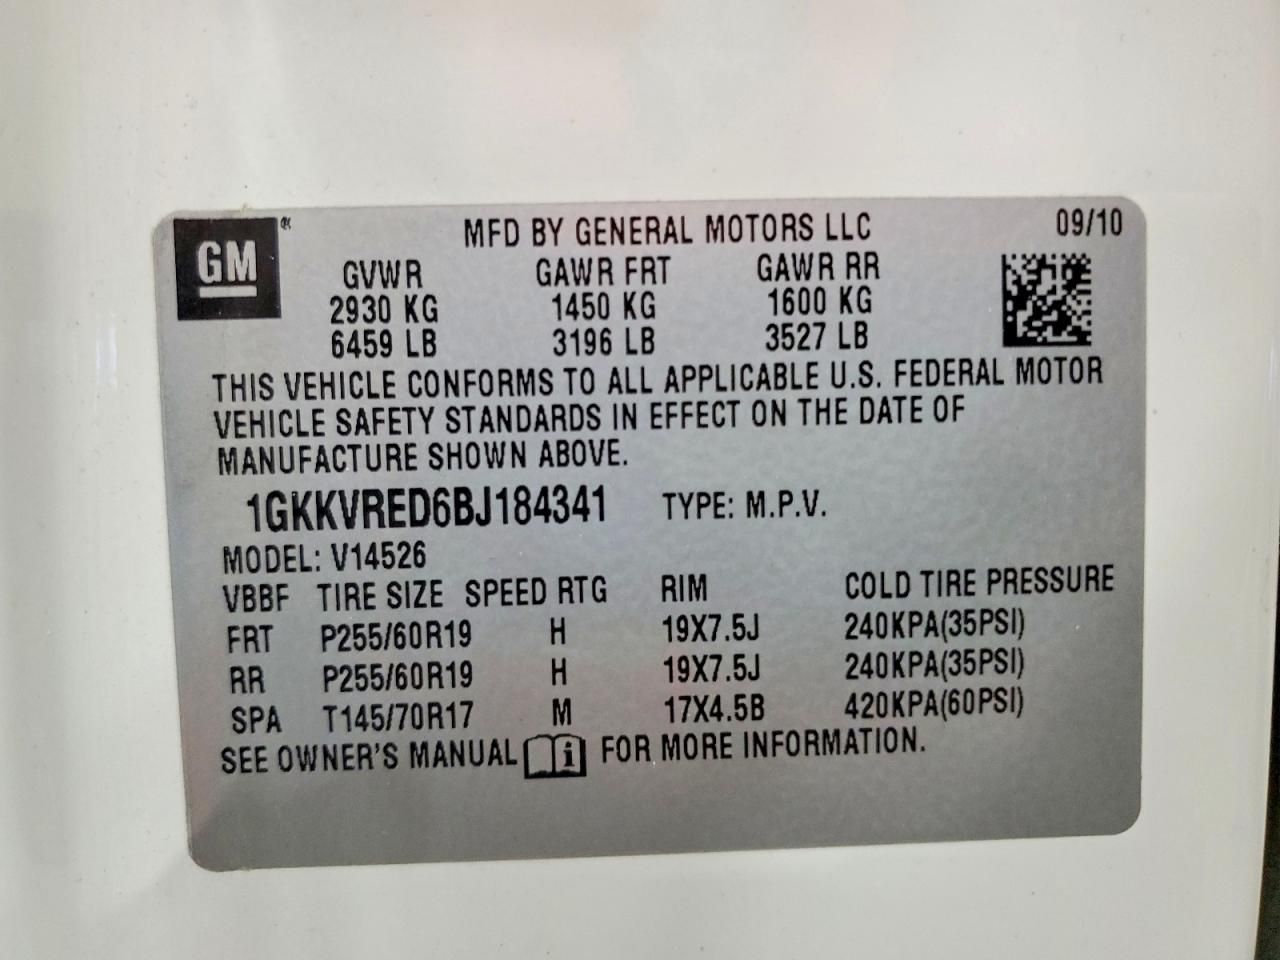 GM ® MFD BY GENERAL MOTORS LLC 09/10
GVWR GAWR FRT GAWR RR
2930 KG 1450 KG 1600 KG
6459 LB 3196 LB 3527 LB
THIS VEHICLE CONFORMS TO ALL APPLICABLE U.S. FEDERAL MOTOR
VEHICLE SAFETY STANDARDS IN EFFECT ON THE DATE OF
MANUFACTURE SHOWN ABOVE.
1GKKVRED6BJ184341 TYPE: M.P.V.
MODEL: V14526
VBBF TIRE SIZE SPEED RTG RIM COLD TIRE PRESSURE
FRT P255/60R19 H 19X7.5J 240KPA(35PSI)
RR P255/60R19 H 19X7.5J 240KPA(35PSI)
SPA T145/70R17 M 17X4.5B 420KPA(60PSI)
SEE OWNER'S MANUAL i FOR MORE INFORMATION.